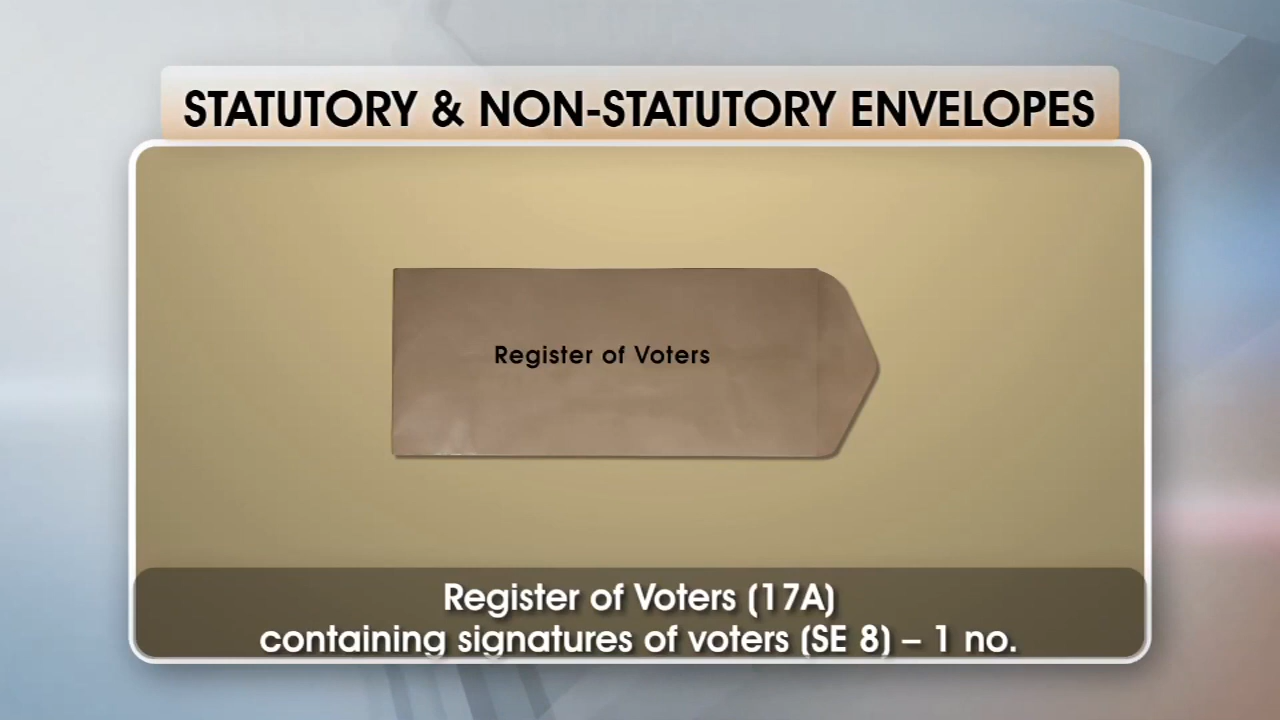 STATUTORY & NON-STATUTORY ENVELOPES
Register of Voters
Register of Voters (17A)
containing signatures of voters (SE 8) – 1 no.